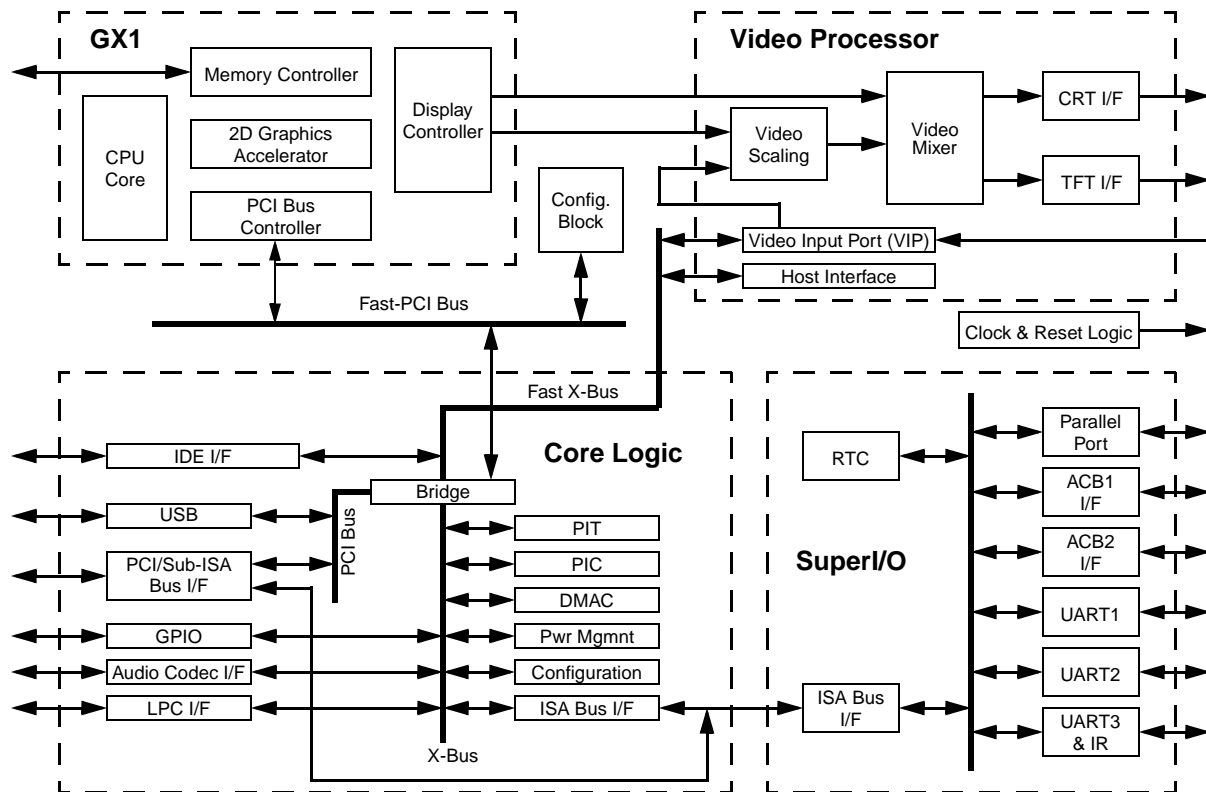 GX1
Memory Controller
CPU
Core
2D Graphics
Accelerator
PCI Bus
Controller
Display
Controller
Config.
Block
Fast-PCI Bus
Video Processor
Video
Scaling
Video
Mixer
CRT I/F
TFT I/F
Video Input Port (VIP)
Host Interface
Clock & Reset Logic
Fast X-Bus
Core Logic
IDE I/F
Bridge
USB
PCI Bus
PCI/Sub-ISA
Bus I/F
GPIO
Audio Codec I/F
LPC I/F
PIT
PIC
DMAC
Pwr Mgmnt
Configuration
ISA Bus I/F
X-Bus
SuperI/O
RTC
ISA Bus
I/F
Parallel
Port
ACB1
I/F
ACB2
I/F
UART1
UART2
UART3
& IR